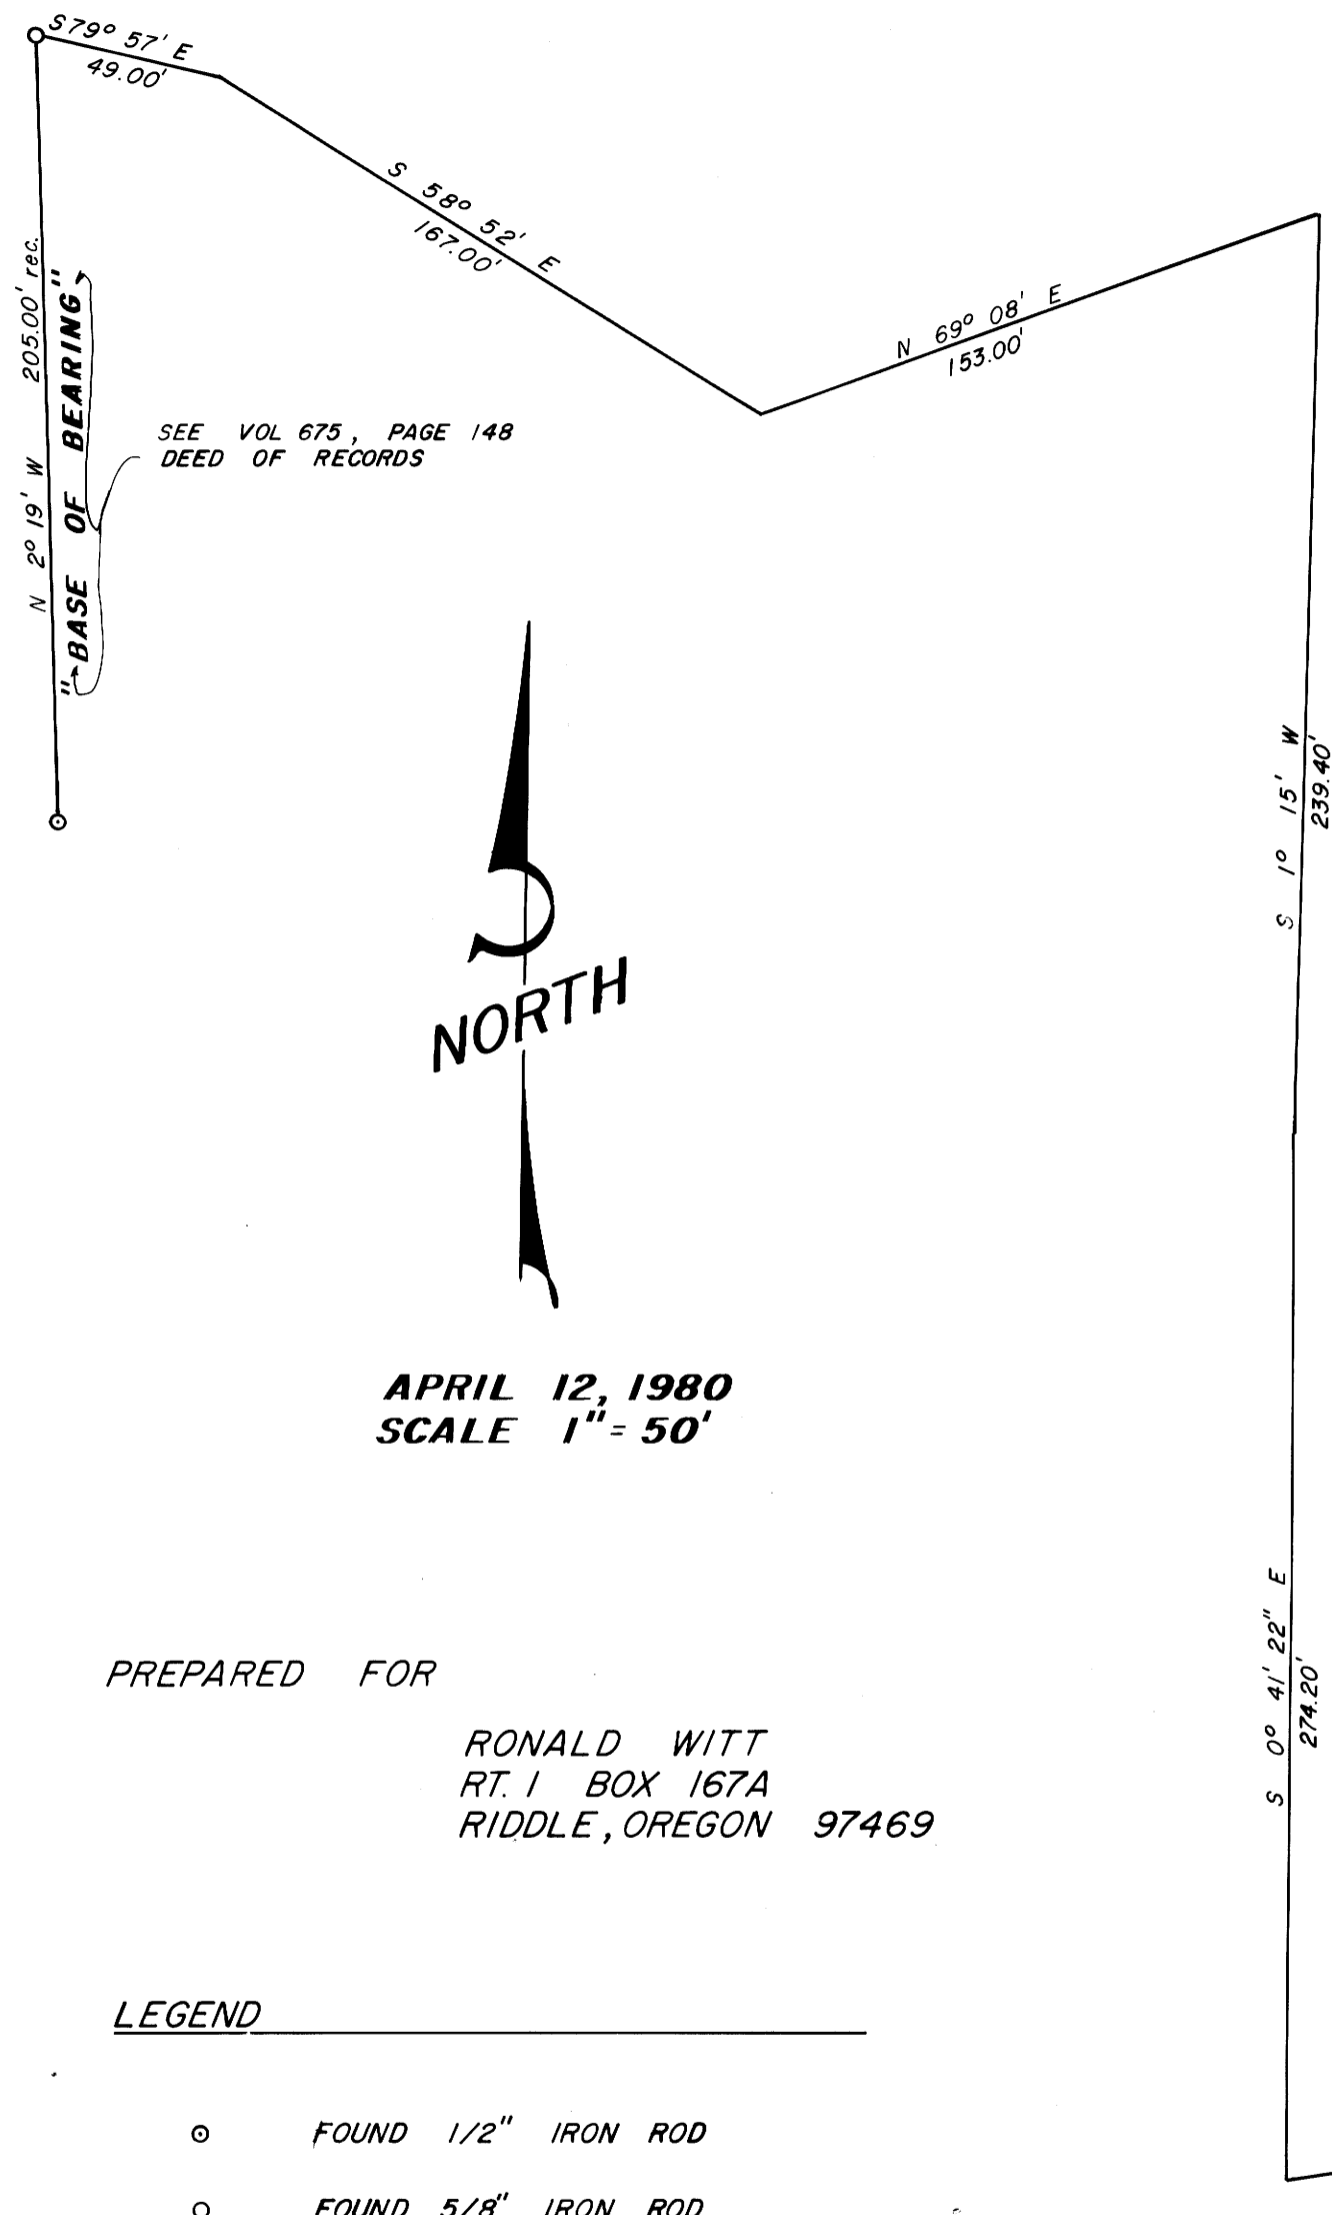 S 79° 57' E
49.00'
S 58° 52' E
167.00'
N 69° 08' E
153.00'
N 2° 19' W 205.00' rec.
"BASE OF BEARING"
SEE VOL 675, PAGE 148
DEED OF RECORDS
S 1° 15' W
239.40'
NORTH
APRIL 12, 1980
SCALE 1" = 50'
S 0° 41' 22" E
274.20'
PREPARED FOR
RONALD WITT
RT. 1 BOX 167A
RIDDLE, OREGON 97469
LEGEND
FOUND 1/2" IRON ROD
FOUND 5/8" IRON ROD